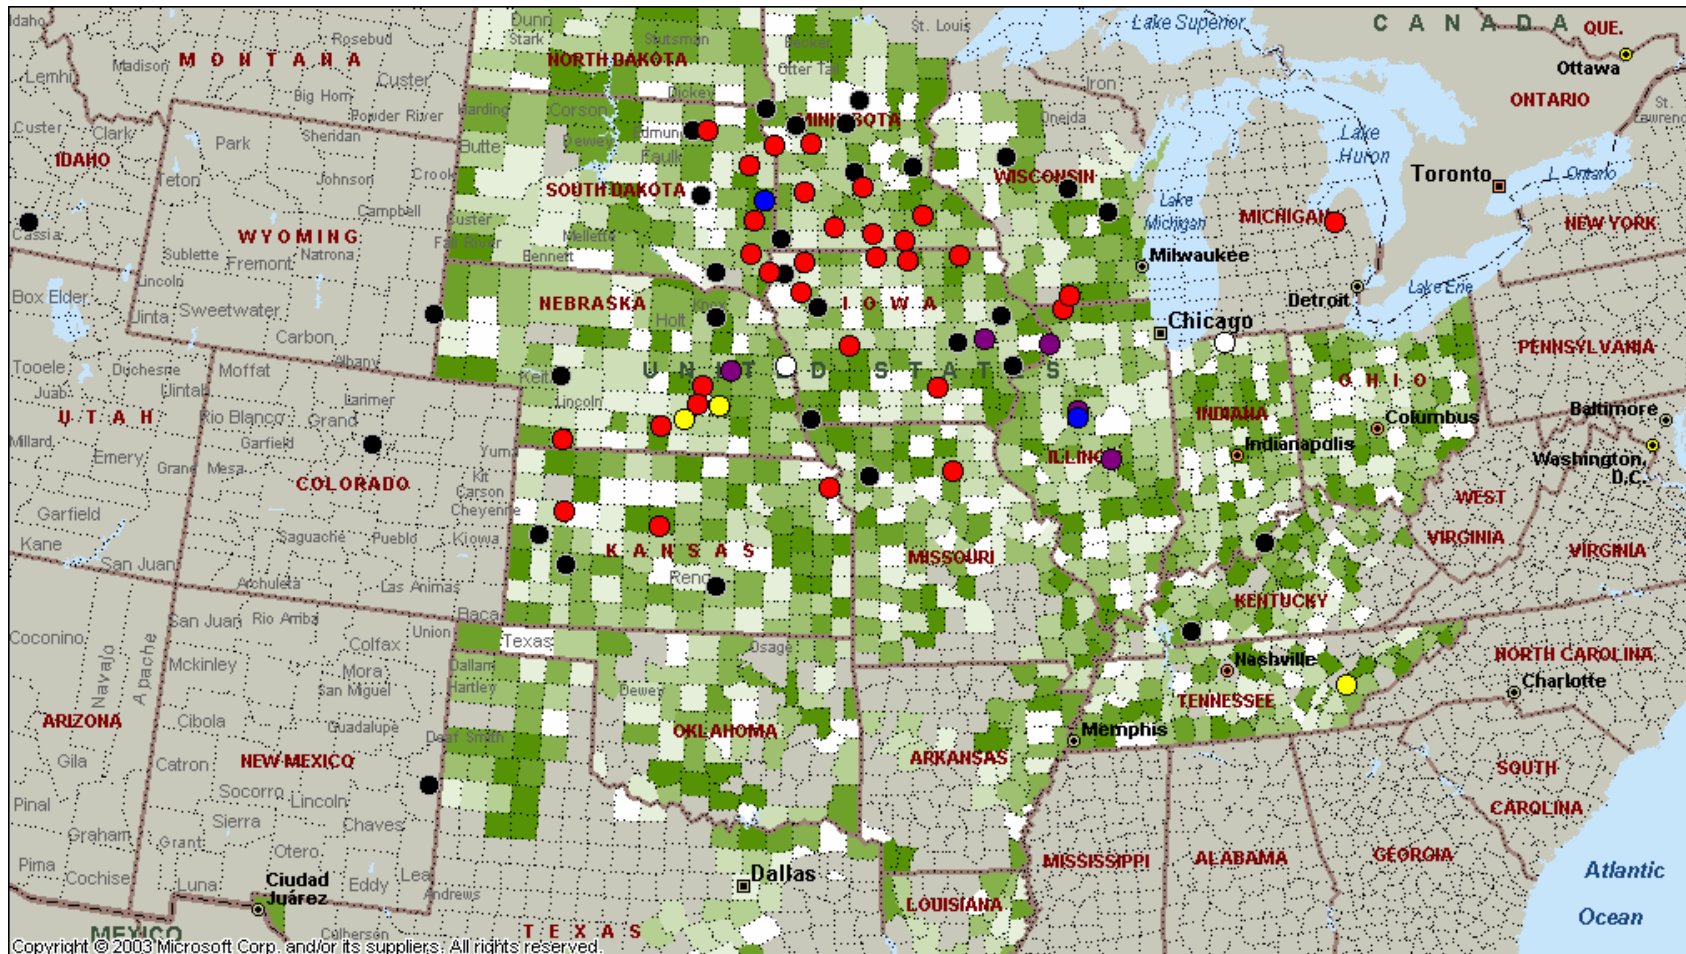 Idaho
Dunn
Stark
Stutsman
Becker
St. Louis
Lake Superior
C A N A D A
QUE.
Rosebud
M O N T A N A
Madison
Custer
NORTH DAKOTA
Otter Tail
Ottawa
Lemhi
Big Horn
Dickey
Iron
ONTARIO
Powder River
Harding
Corson
St.
Lawrence
Custer
Clark
Park
Sheridan
Edmunds
Dewey
MINNESOTA
Oneida
Lake
Huron
IDAHO
Butte
Faulk
Teton
Johnson
Crook
SOUTH DAKOTA
WISCONSIN
Toronto
L. Ontario
Lake
Michigan
Campbell
Custer
MICHIGAN
NEW YORK
Cassia
W Y O M I N G
Fall River
Mellette
Sublette
Fremont
Natrona
Bennett
Milwaukee
Lincoln
Box Elder
Uinta
Sweetwater
NEBRASKA
Knox
Holt
I O W A
Detroit
Lake Erie
Carbon
Chicago
Albany
PENNSYLVANIA
Tooele
Duchesne
Moffat
Keith
U N I T E D S T A T E S
O H I O
Juab
Uintah
Larimer
Lincoln
U T A H
Rio Blanco
Grand
INDIANA
Columbus
Baltimore
Millard
Garfield
Indianapolis
Emery
Grand
Mesa
Yuma
ILLINOIS
Washington,
D.C.
COLORADO
Kit
Carson
Cheyenne
WEST
VIRGINIA
Garfield
Kane
Saguache
Pueblo
Kiowa
K A N S A S
MISSOURI
VIRGINIA
San Juan
Archuleta
Las Animas
Reno
KENTUCKY
Baca
San Juan
Rio Arriba
Union
Texas
Osage
Coconino
Navajo
Apache
Colfax
Mckinley
Mora
San Miguel
Dallam
Hartley
Dewey
Nashville
NORTH CAROLINA
Charlotte
TENNESSEE
ARIZONA
Cibola
Guadalupe
Deaf Smith
OKLAHOMA
Memphis
Gila
Catron
NEW MEXICO
ARKANSAS
SOUTH
CAROLINA
Socorro
Lincoln
Pinal
Sierra
Chaves
Graham
Grant
Otero
Pima
Cochise
Luna
Ciudad
Juárez
Eddy
Lea
Andrews
Dallas
MISSISSIPPI
ALABAMA
GEORGIA
Atlantic
Ocean
LOUISIANA
MEXICO
Culberson
T E X A S
Copyright © 2003 Microsoft Corp. and/or its suppliers. All rights reserved.